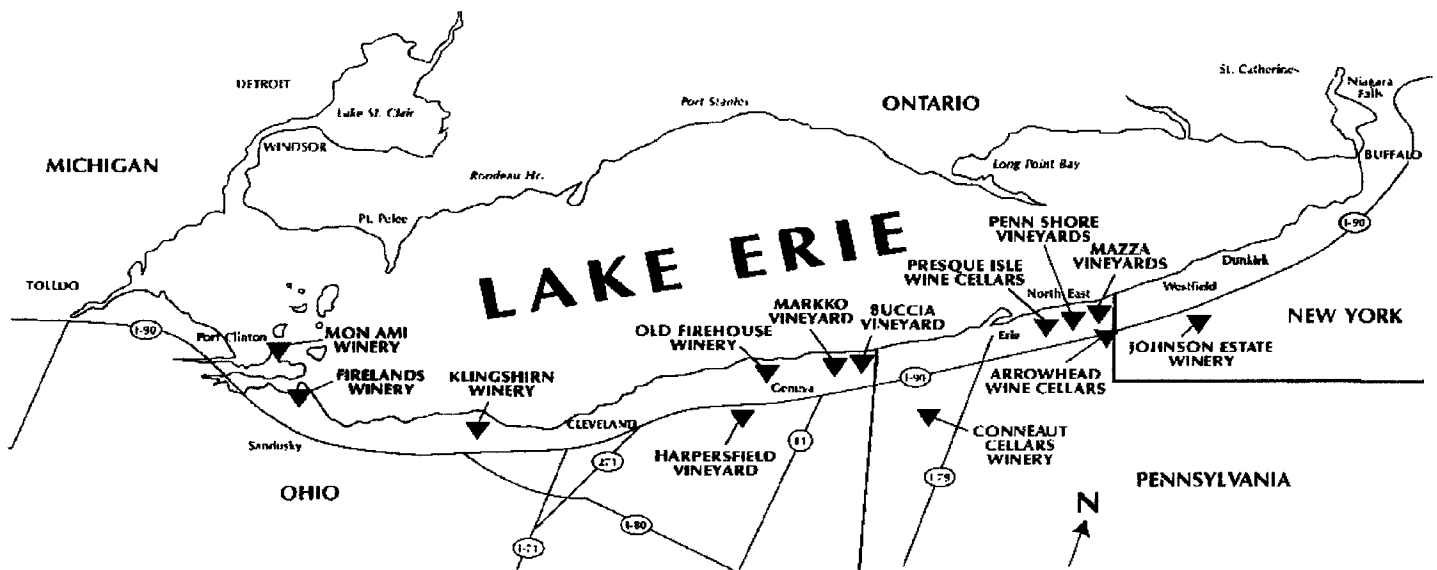 DETROIT
Lake St. Clair
WINDSOR
MICHIGAN
Pt. Pelee
Rondeau Hr.
Port Stanley
ONTARIO
Long Point Bay
St. Catherines
Niagara
Falls
BUFFALO
I-90
LAKE ERIE
PENN SHORE
VINEYARDS
MAZZA
VINEYARDS
PRESQUE ISLE
WINE CELLARS
North East
Dunkirk
Westfield
TOLEDO
I-90
Port Clinton
MON AMI
WINERY
FIRELANDS
WINERY
KLINGSHIRN
WINERY
OLD FIREHOUSE
WINERY
MARKKO
VINEYARD
BUCCIA
VINEYARD
Erie
NEW YORK
JOHNSON ESTATE
WINERY
ARROWHEAD
WINE CELLARS
Geneva
I-90
Sandusky
CLEVELAND
HARPERSFIELD
VINEYARD
CONNEAUT
CELLARS
WINERY
271
11
I-79
OHIO
PENNSYLVANIA
I-80
I-71
N